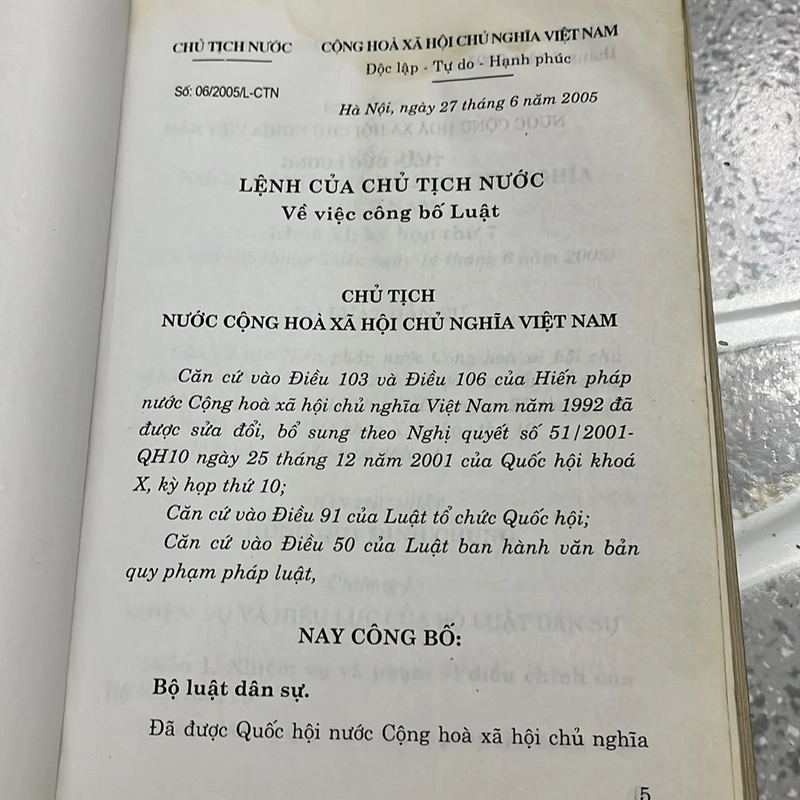 CHỦ TỊCH NƯỚC
CỘNG HOÀ XÃ HỘI CHỦ NGHĨA VIỆT NAM
Độc lập - Tự do - Hạnh phúc
Số: 06/2005/L-CTN
Hà Nội, ngày 27 tháng 6 năm 2005
LỆNH CỦA CHỦ TỊCH NƯỚC
Về việc công bố Luật
CHỦ TỊCH
NƯỚC CỘNG HOÀ XÃ HỘI CHỦ NGHĨA VIỆT NAM
Căn cứ vào Điều 103 và Điều 106 của Hiến pháp
nước Cộng hoà xã hội chủ nghĩa Việt Nam năm 1992 đã
được sửa đổi, bổ sung theo Nghị quyết số 51/2001-
QH10 ngày 25 tháng 12 năm 2001 của Quốc hội khoá
X, kỳ họp thứ 10;
Căn cứ vào Điều 91 của Luật tổ chức Quốc hội;
Căn cứ vào Điều 50 của Luật ban hành văn bản
quy phạm pháp luật,
NAY CÔNG BỐ:
Bộ luật dân sự.
Đã được Quốc hội nước Cộng hoà xã hội chủ nghĩa
5